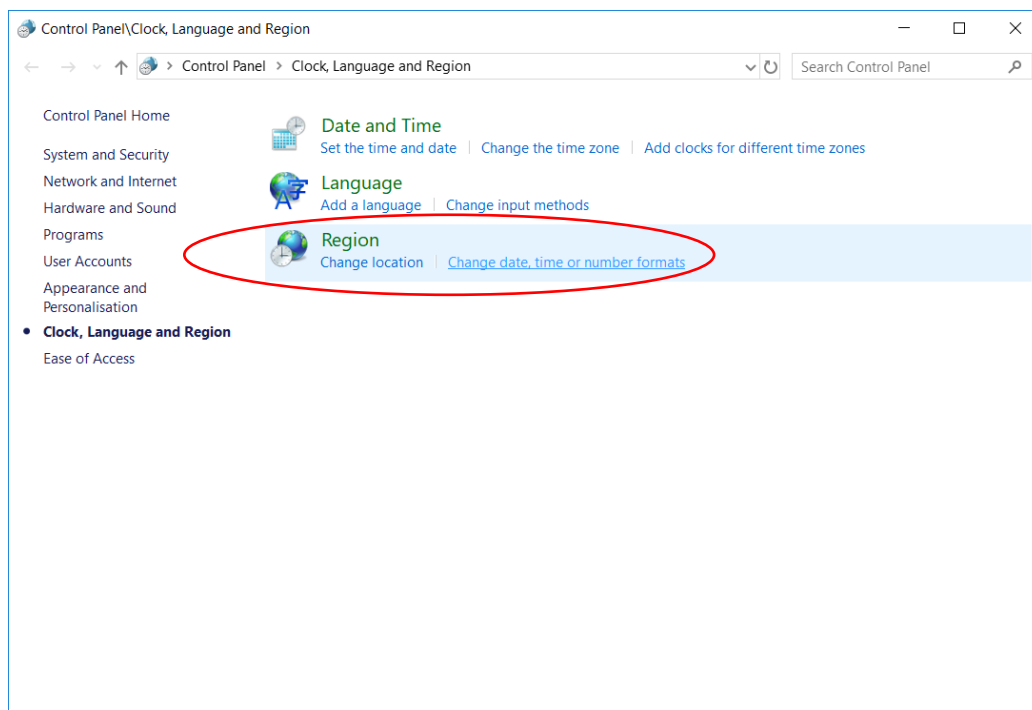 Control Panel\Clock, Language and Region
Control Panel > Clock, Language and Region
Search Control Panel
Control Panel Home
System and Security
Network and Internet
Hardware and Sound
Programs
User Accounts
Appearance and
Personalisation
Clock, Language and Region
Ease of Access
Date and Time
Set the time and date | Change the time zone | Add clocks for different time zones
Language
Add a language | Change input methods
Region
Change location | Change date, time or number formats